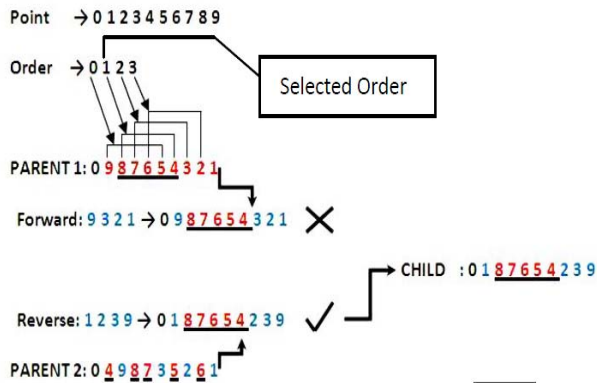 Point → 0 1 2 3 4 5 6 7 8 9
Order → 0 1 2 3
Selected Order
PARENT 1: 0 9 8 7 6 5 4 3 2 1
Forward: 9 3 2 1 → 0 9 8 7 6 5 4 3 2 1
CHILD : 0 1 8 7 6 5 4 2 3 9
Reverse: 1 2 3 9 → 0 1 8 7 6 5 4 2 3 9
PARENT 2: 0 4 9 8 7 3 5 2 6 1